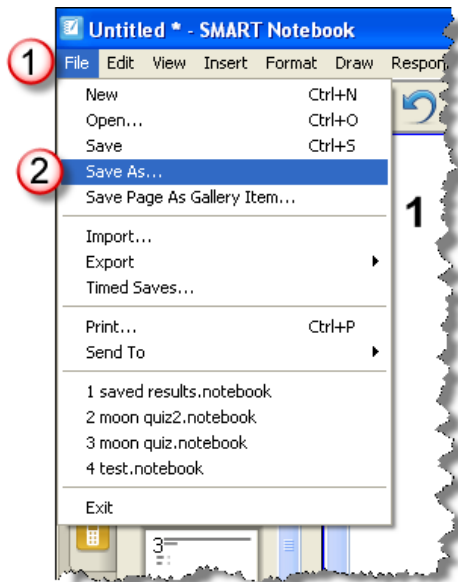 Untitled * - SMART Notebook
1
File Edit View Insert Format Draw
New Ctrl+N
Open... Ctrl+O
Save Ctrl+S
2
Save As...
Save Page As Gallery Item...
1
Import...
Export
Timed Saves...
Print... Ctrl+P
Send To
1 saved results.notebook
2 moon quiz2.notebook
3 moon quiz.notebook
4 test.notebook
Exit
3